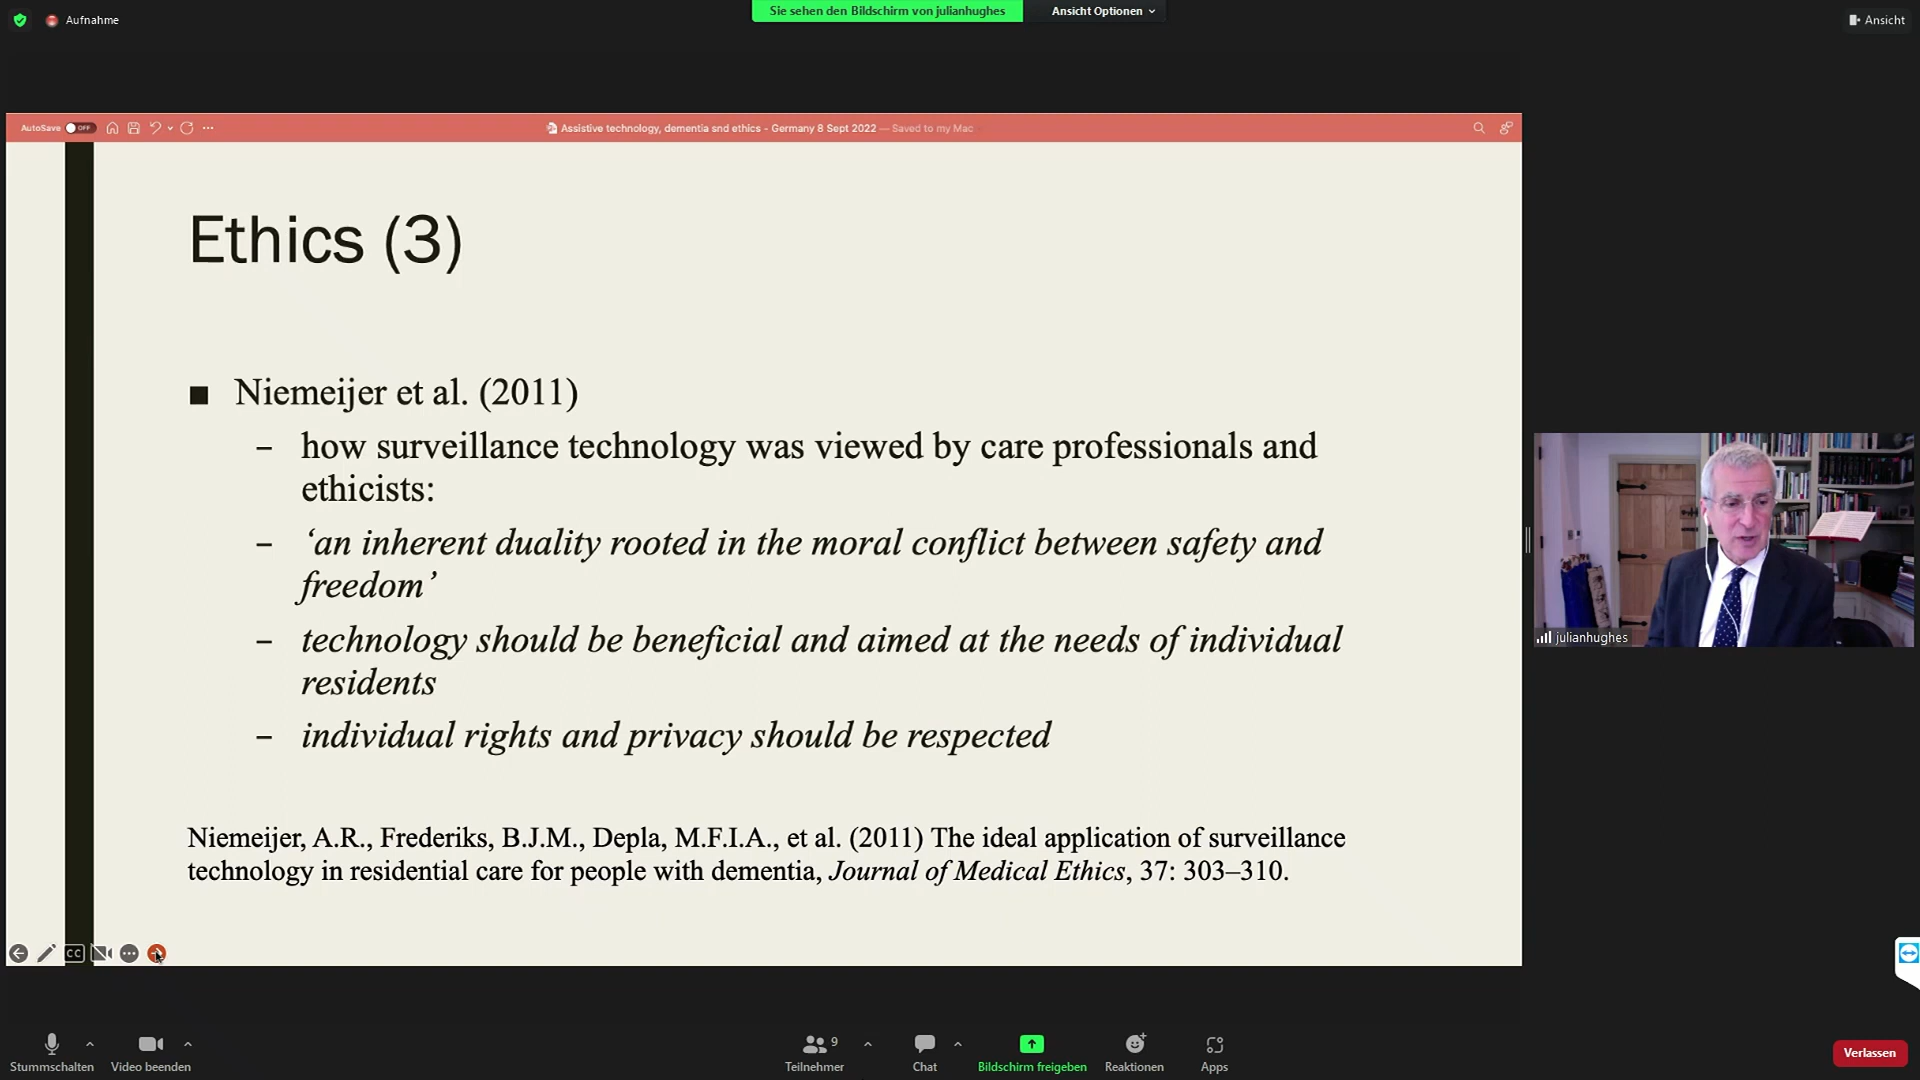 Aufnahme
Sie sehen den Bildschirm von julianhughes
Ansicht Optionen
Ansicht
AutoSave OFF
Assistive technology, dementia snd ethics - Germany 8 Sept 2022 — Saved to my Mac
Ethics (3)
■ Niemeijer et al. (2011)
– how surveillance technology was viewed by care professionals and
ethicists:
– ‘an inherent duality rooted in the moral conflict between safety and
freedom’
– technology should be beneficial and aimed at the needs of individual
residents
– individual rights and privacy should be respected
Niemeijer, A.R., Frederiks, B.J.M., Depla, M.F.I.A., et al. (2011) The ideal application of surveillance
technology in residential care for people with dementia, Journal of Medical Ethics, 37: 303–310.
CC
julianhughes
Stummschalten
Video beenden
9
Teilnehmer
Chat
Bildschirm freigeben
Reaktionen
Apps
Verlassen